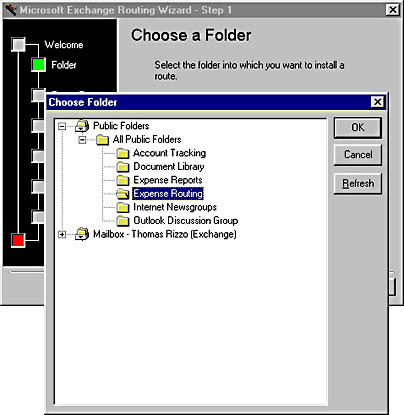 Microsoft Exchange Routing Wizard - Step 1
Choose a Folder
Welcome
Folder
Select the folder into which you want to install a
route.
Choose Folder
Public Folders
All Public Folders
Account Tracking
Document Library
Expense Reports
Expense Routing
Internet Newsgroups
Outlook Discussion Group
Mailbox - Thomas Rizzo (Exchange)
OK
Cancel
Refresh